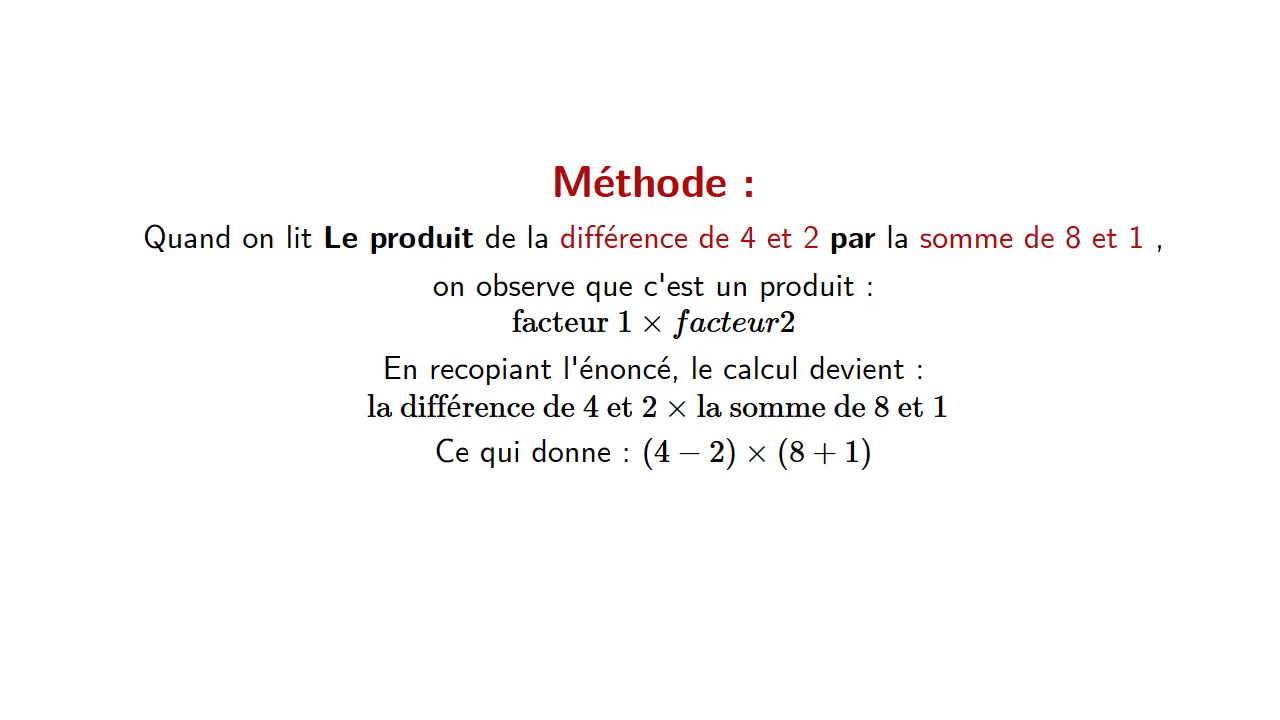 Méthode :
Quand on lit Le produit de la différence de 4 et 2 par la somme de 8 et 1 ,
on observe que c'est un produit :
facteur 1 × facteur2
En recopiant l'énoncé, le calcul devient :
la différence de 4 et 2 × la somme de 8 et 1
Ce qui donne : (4 − 2) × (8 + 1)